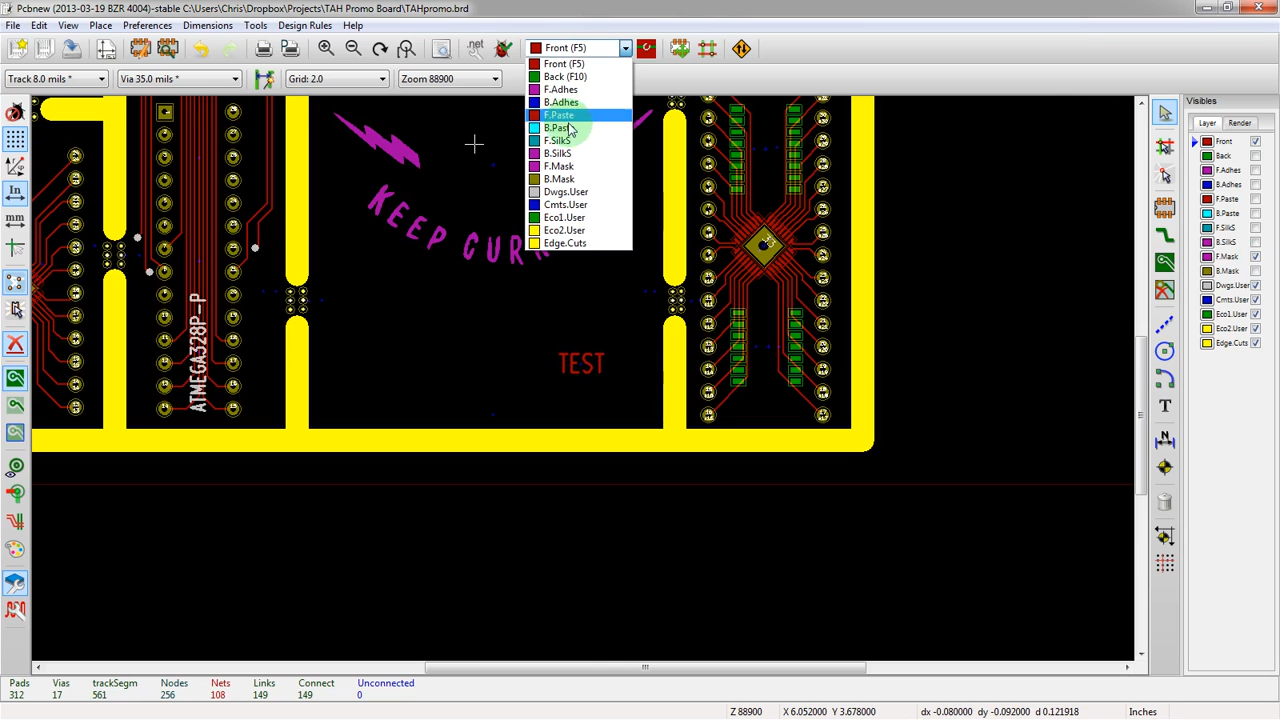 Pcbnew (2013-03-19 BZR 4004)-stable C:\Users\Chris\Dropbox\Projects\TAH Promo Board\TAHpromo.brd
File Edit View Place Preferences Dimensions Tools Design Rules Help
.net Front (F5)
Track 8.0 mils * Via 35.0 mils * Grid: 2.0 Zoom 88900
Front (F5)
Back (F10)
F.Adhes
B.Adhes
F.Paste
B.Past
F.SilkS
B.SilkS
F.Mask
B.Mask
Dwgs.User
Cmts.User
Eco1.User
Eco2.User
Edge.Cuts
In
mm
KEEP CUR
TEST
ATMEGA328P-P
T
N
Visibles
Layer Render
Front
Back
F.Adhes
B.Adhes
F.Paste
B.Paste
F.SilkS
B.SilkS
F.Mask
B.Mask
Dwgs.User
Cmts.User
Eco1.User
Eco2.User
Edge.Cuts
Pads Vias trackSegm Nodes Nets Links Connect Unconnected
312 17 561 256 108 149 149 0
Z 88900 X 6.052000 Y 3.678000 dx -0.080000 dy -0.092000 d 0.121918 Inches